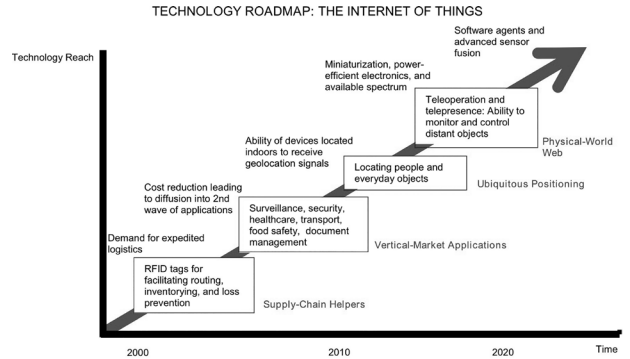 TECHNOLOGY ROADMAP: THE INTERNET OF THINGS
Software agents and
advanced sensor
fusion
Technology Reach
Miniaturization, power-
efficient electronics, and
available spectrum
Teleoperation and
telepresence: Ability to
monitor and control
distant objects
Physical-World
Web
Ability of devices located
indoors to receive
geolocation signals
Locating people and
everyday objects
Ubiquitous Positioning
Cost reduction leading
to diffusion into 2nd
wave of applications
Surveillance, security,
healthcare, transport,
food safety, document
management
Vertical-Market Applications
Demand for expedited
logistics
RFID tags for
facilitating routing,
inventorying, and loss
prevention
Supply-Chain Helpers
2000
2010
2020
Time